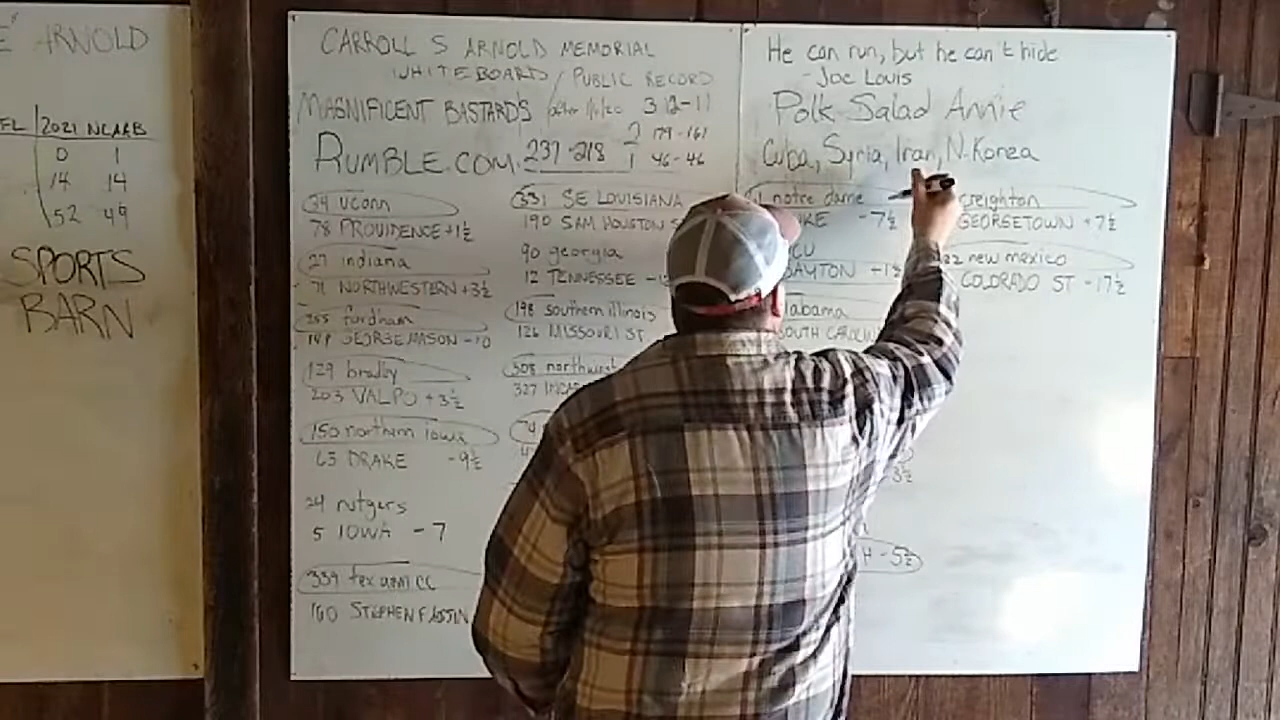 ARNOLD
2021 NCAAB
0 1
14 14
52 49
SPORTS
BARN
CARROLL S ARNOLD MEMORIAL
WHITEBOARD / PUBLIC RECORD
MAGNIFICENT BASTARDS
RUMBLE.COM 237-218
2 179-161
1 46-46
34 uconn
78 PROVIDENCE +1½
27 indiana
71 NORTHWESTERN +3½
255 fordham
149 GEORGE MASON -10
129 bradley
203 VALPO +3½
150 northern iowa
63 DRAKE -9½
24 rutgers
5 IOWA -7
339 tex am CC
160 STEPHEN F AUSTIN
331 SE LOUISIANA
190 SAM HOUSTON
90 georgia
12 TENNESSEE
198 southern illinois
126 MISSOURI ST
308 northwest
327
He can run, but he can't hide
- Joe Louis
Polk Salad Annie
Cuba, Syria, Iran, N. Korea
notre dame
-7½
DAYTON
-5½
creighton
GEORGETOWN +7½
new mexico
COLORADO ST -17½